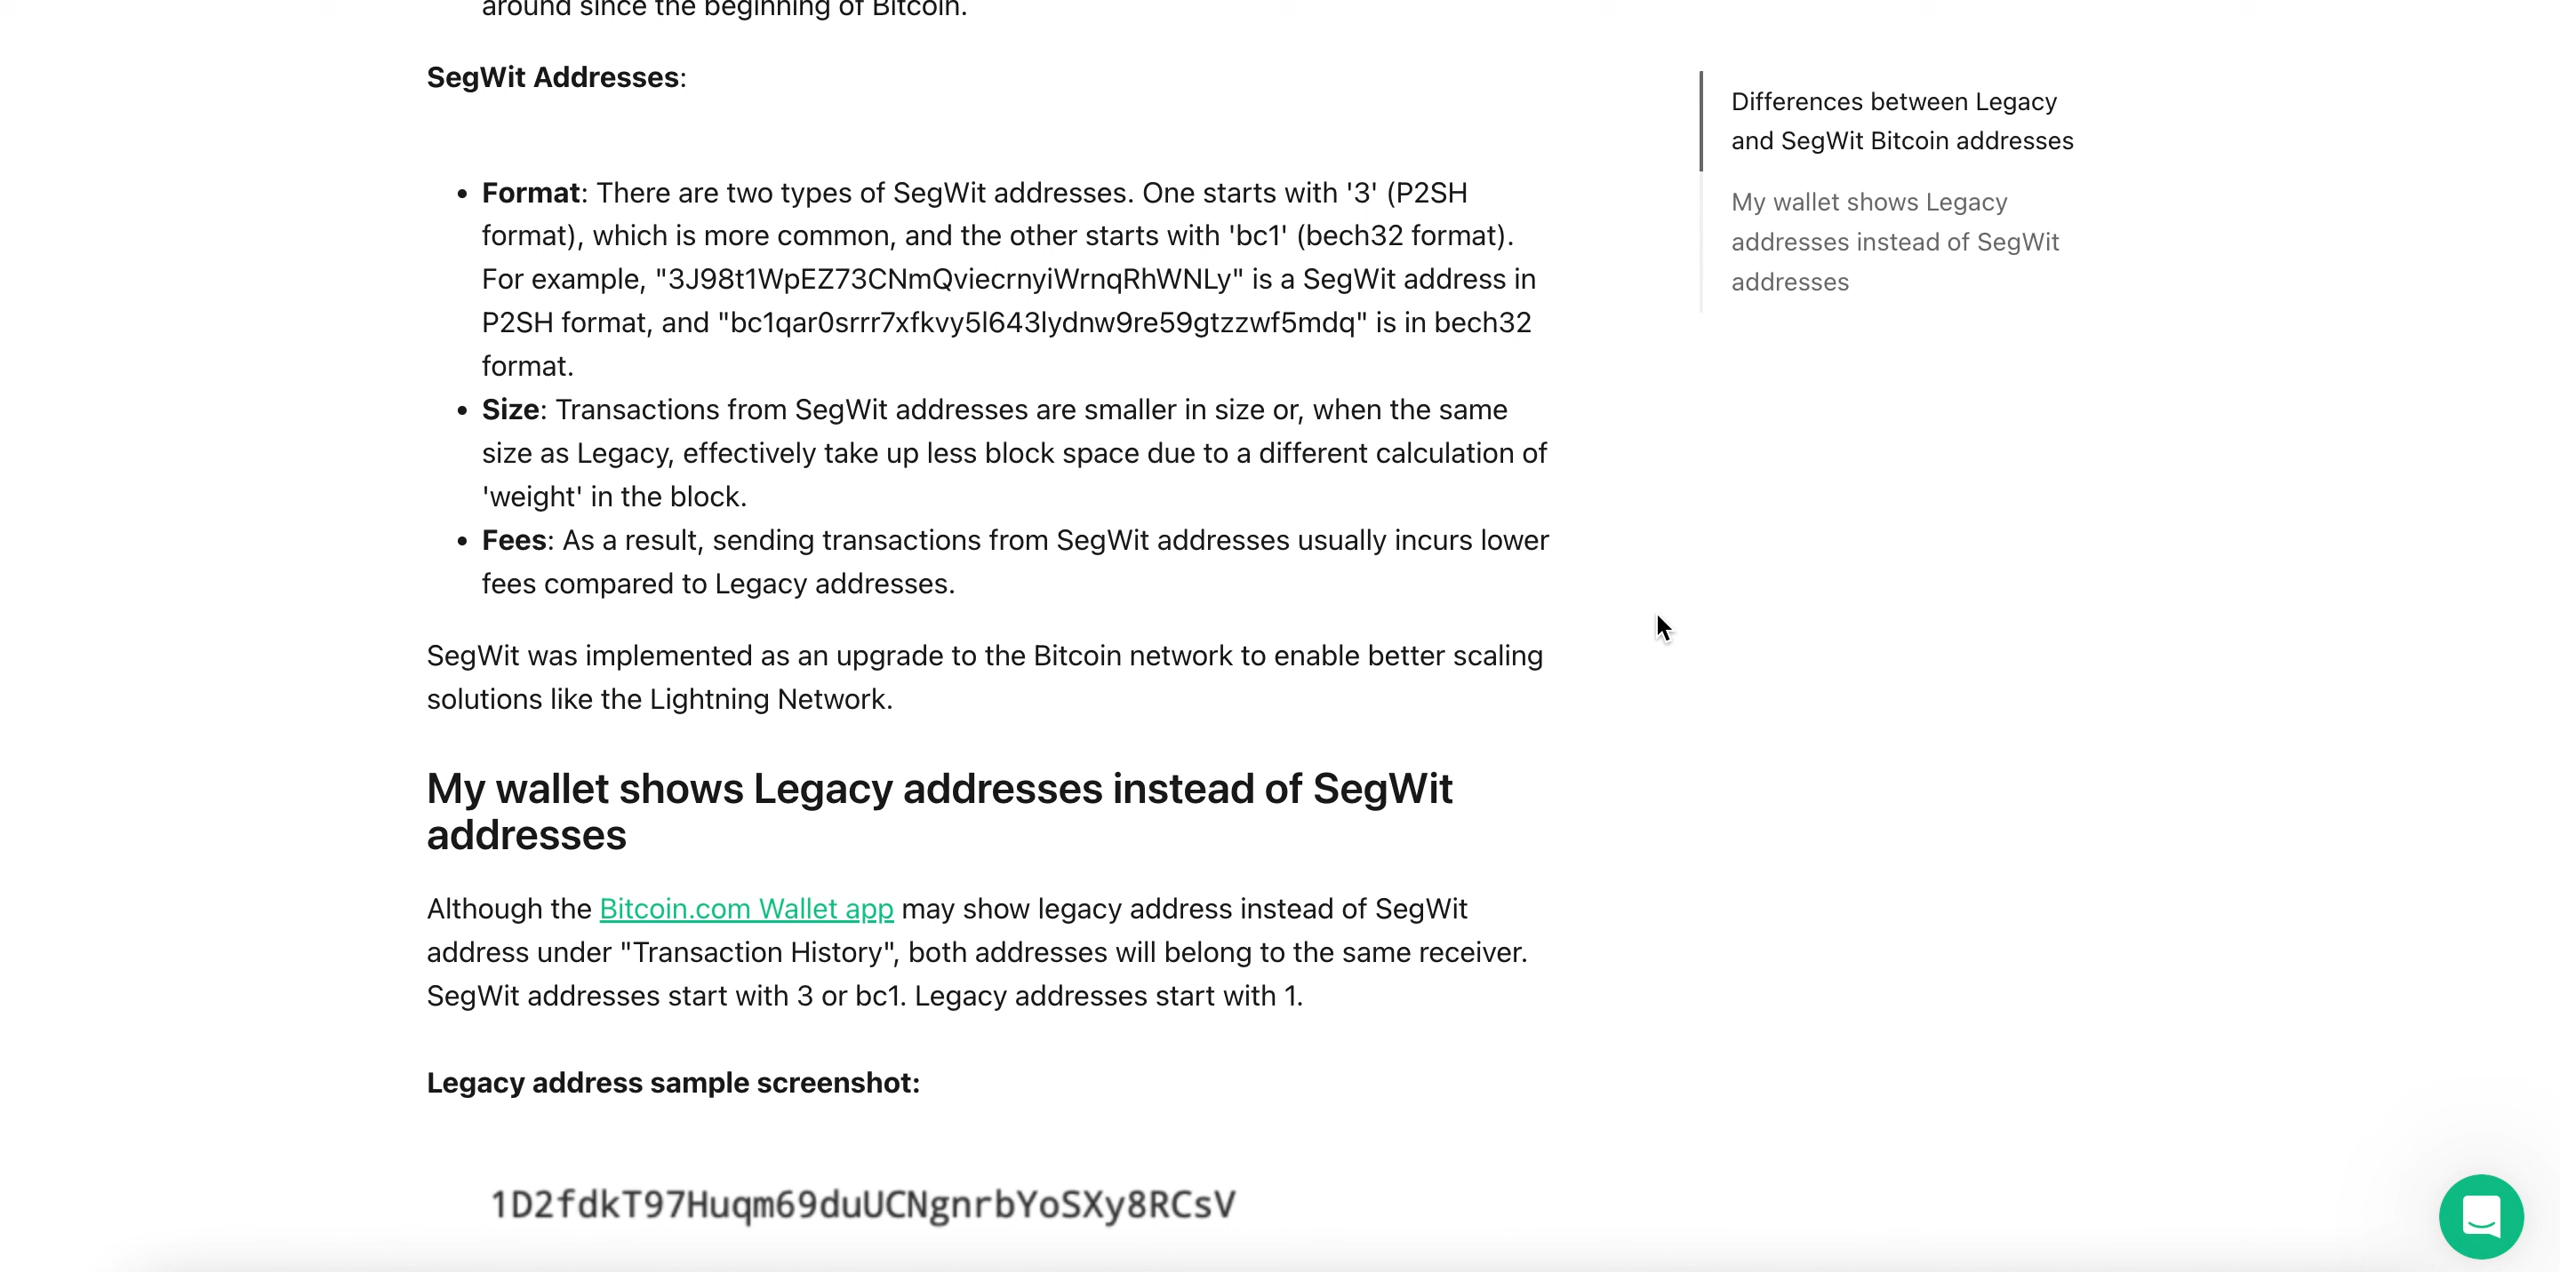 around since the beginning of Bitcoin.
SegWit Addresses:
• Format: There are two types of SegWit addresses. One starts with '3' (P2SH
format), which is more common, and the other starts with 'bc1' (bech32 format).
For example, "3J98t1WpEZ73CNmQviecrnyiWrnqRhWNLy" is a SegWit address in
P2SH format, and "bc1qar0srrr7xfkvy5l643lydnw9re59gtzzwf5mdq" is in bech32
format.
• Size: Transactions from SegWit addresses are smaller in size or, when the same
size as Legacy, effectively take up less block space due to a different calculation of
'weight' in the block.
• Fees: As a result, sending transactions from SegWit addresses usually incurs lower
fees compared to Legacy addresses.
SegWit was implemented as an upgrade to the Bitcoin network to enable better scaling
solutions like the Lightning Network.
My wallet shows Legacy addresses instead of SegWit
addresses
Although the Bitcoin.com Wallet app may show legacy address instead of SegWit
address under "Transaction History", both addresses will belong to the same receiver.
SegWit addresses start with 3 or bc1. Legacy addresses start with 1.
Legacy address sample screenshot:
1D2fdkT97Huqm69duUCNgnrbYoSXy8RCsV
Differences between Legacy
and SegWit Bitcoin addresses
My wallet shows Legacy
addresses instead of SegWit
addresses